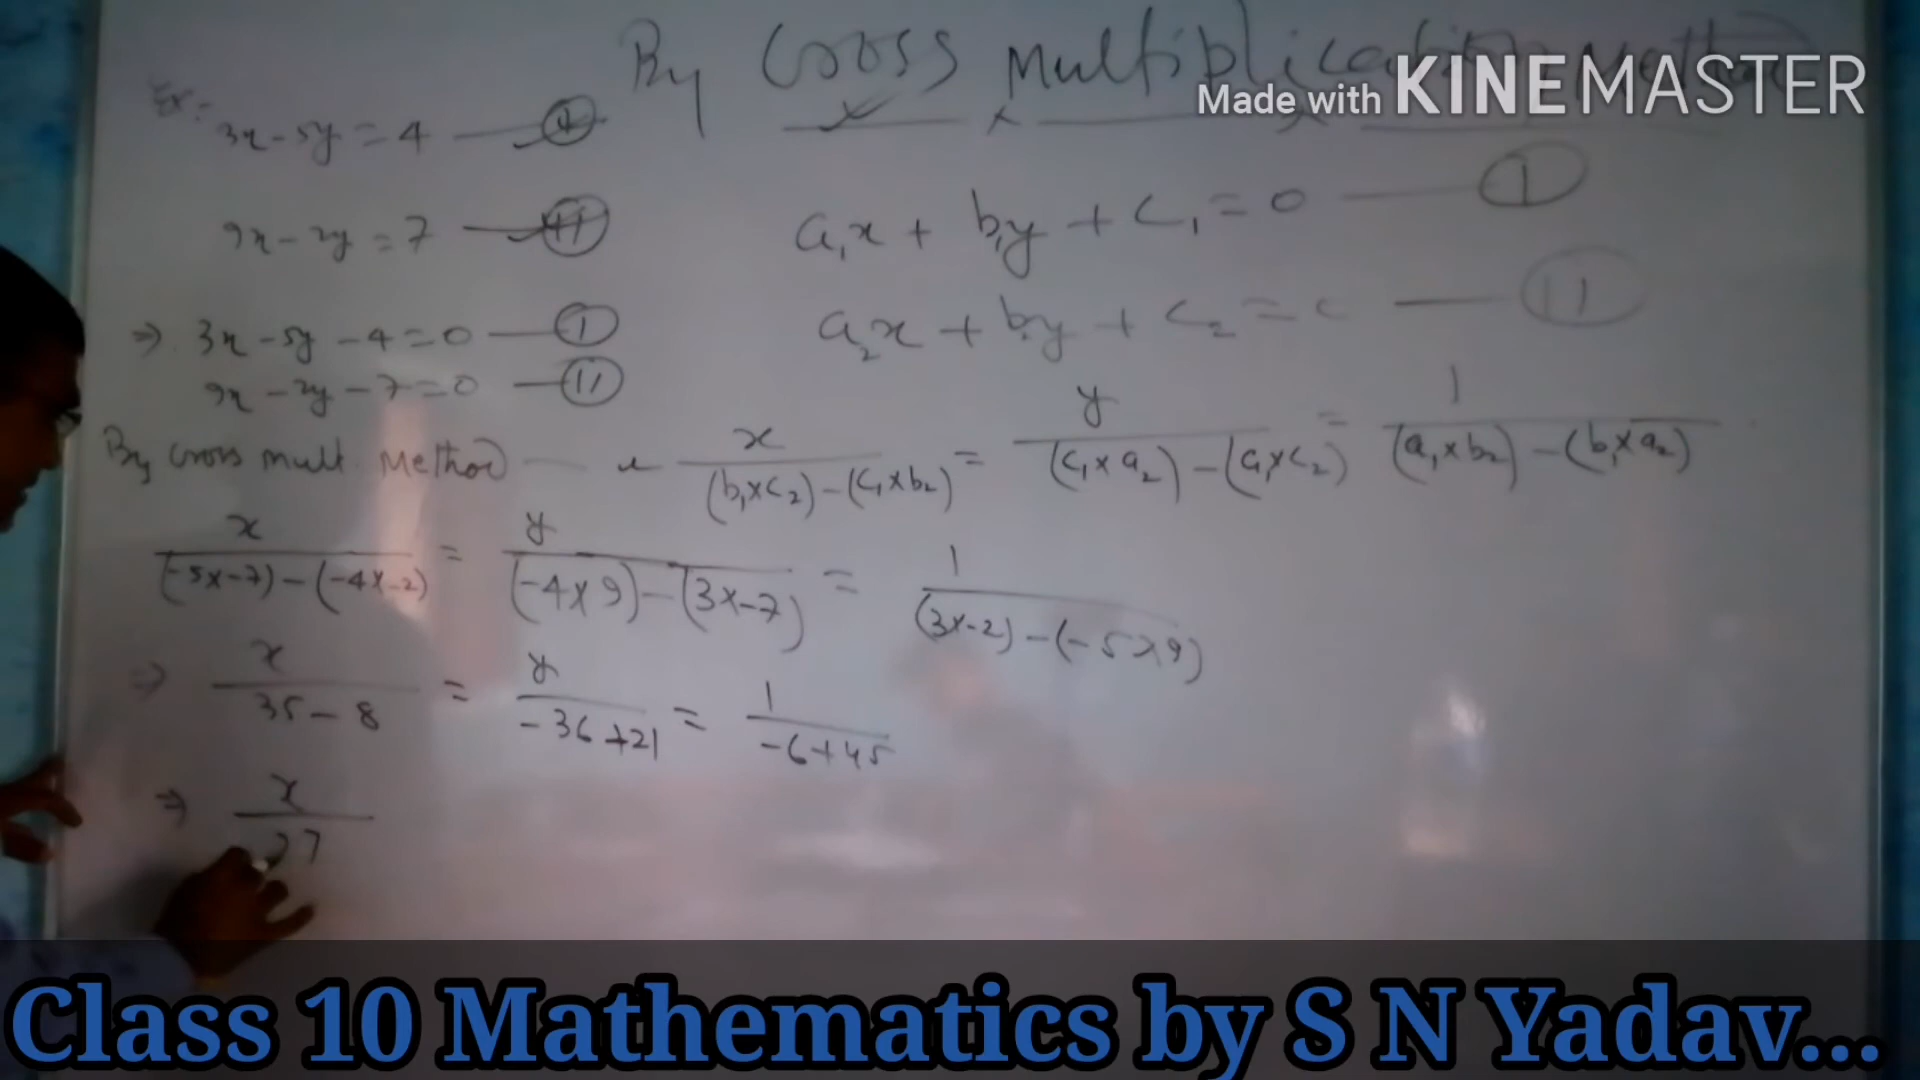 By Cross Multiplication Method
Made with KINEMASTER
Ex:- 3x - 5y = 4 — (I)
9x - 2y = 7 — (II)
a₁x + b₁y + c₁ = 0 — (I)
a₂x + b₂y + c₂ = 0 — (II)
⇒ 3x - 5y - 4 = 0 — (I)
9x - 2y - 7 = 0 — (II)
By cross mult. Method —
x/((b₁×c₂)-(c₁×b₂)) = y/((c₁×a₂)-(a₁×c₂)) = 1/((a₁×b₂)-(b₁×a₂))
x/((-5×-7)-(-4×-2)) = y/((-4×9)-(3×-7)) = 1/((3×-2)-(-5×9))
⇒ x/(35-8) = y/(-36+21) = 1/(-6+45)
⇒ x/27
Class 10 Mathematics by S N Yadav...